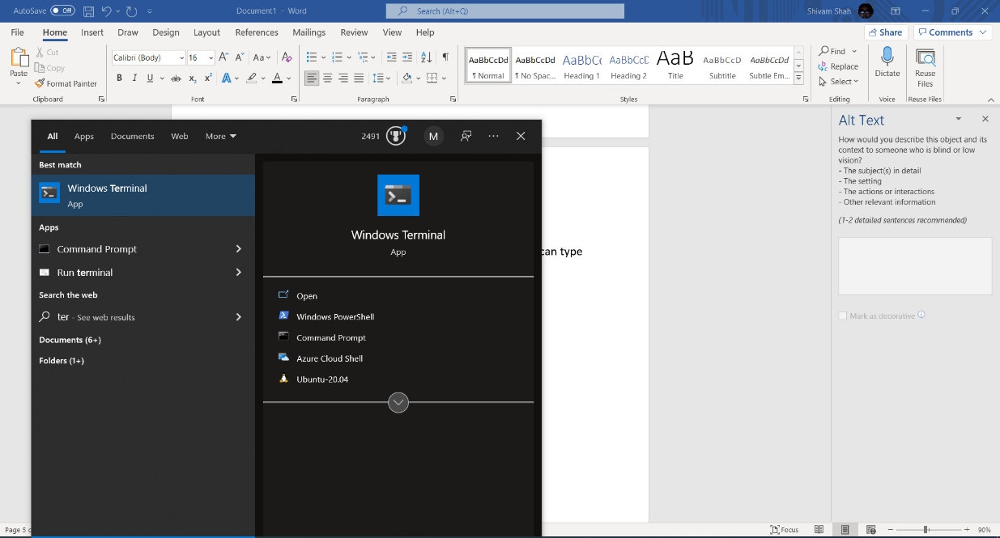 AutoSave Off Document1 - Word Search (Alt+Q) Shivam Shah
File Home Insert Draw Design Layout References Mailings Review View Help Share Comments
Paste
Cut
Copy
Format Painter
Clipboard
Calibri (Body) 16 Aa
B I U ab x₂ x² A A
Font
Paragraph
AaBbCcDd AaBbCcDd AaBbC( AaBbCcD AaB AaBbCcD AaBbCcDd
¶ Normal ¶ No Spac... Heading 1 Heading 2 Title Subtitle Subtle Em...
Styles
Find
Replace
Select
Editing
Dictate
Voice
Reuse
Files
Reuse Files
All Apps Documents Web More 2491 M
Best match
Windows Terminal
App
Apps
Command Prompt
Run terminal
Search the web
ter - See web results
Documents (6+)
Folders (1+)
Windows Terminal
App
Open
Windows PowerShell
Command Prompt
Azure Cloud Shell
Ubuntu-20.04
can type
Alt Text
How would you describe this object and its
context to someone who is blind or low
vision?
- The subject(s) in detail
- The setting
- The actions or interactions
- Other relevant information
(1-2 detailed sentences recommended)
Mark as decorative
Page 5 Focus 90%